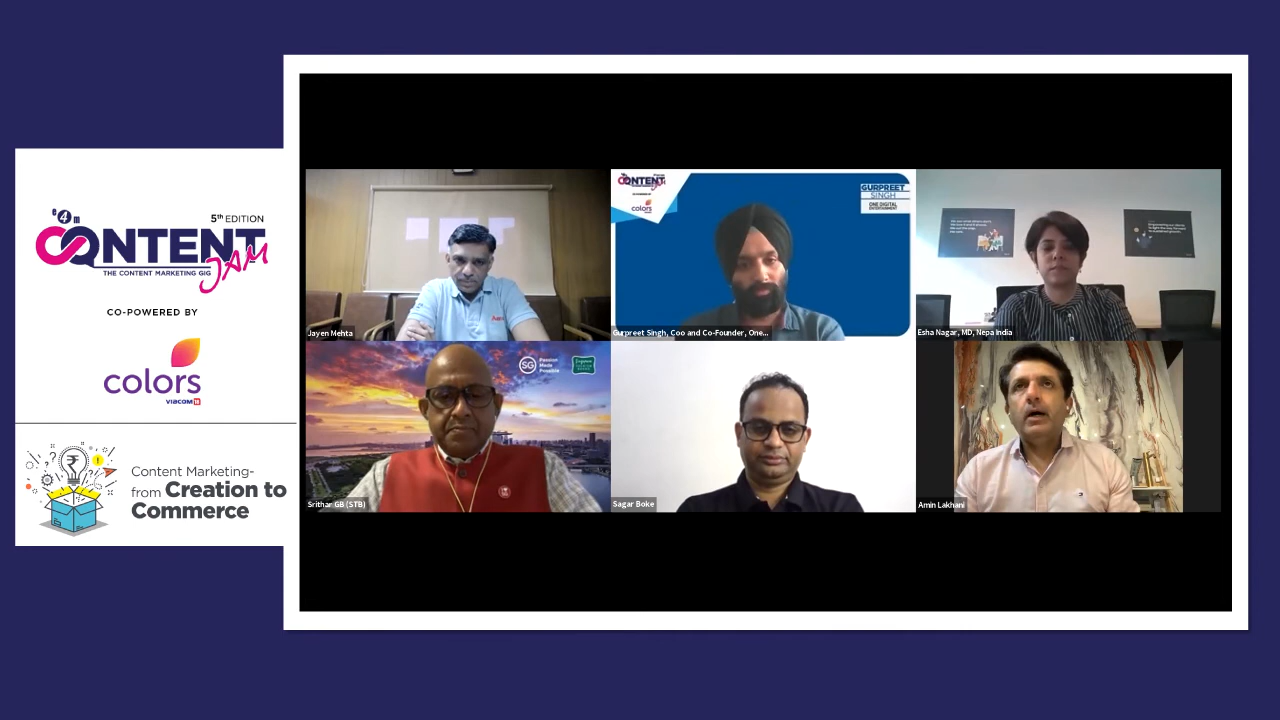 e4m
5th EDITION
CONTENT
JAM
THE CONTENT MARKETING GIG
CO-POWERED BY
colors
VIACOM18
Content Marketing-
from Creation to
Commerce
Jayen Mehta
CONTENT
JAM
colors
GURPREET
SINGH
ONE DIGITAL
ENTERTAINMENT
Gurpreet Singh, Coo and Co-Founder, One...
Esha Nagar, MD, Nepa India
SG
Passion
Made
Possible
Srithar GB (STB)
Sagar Boke
Amin Lakhani